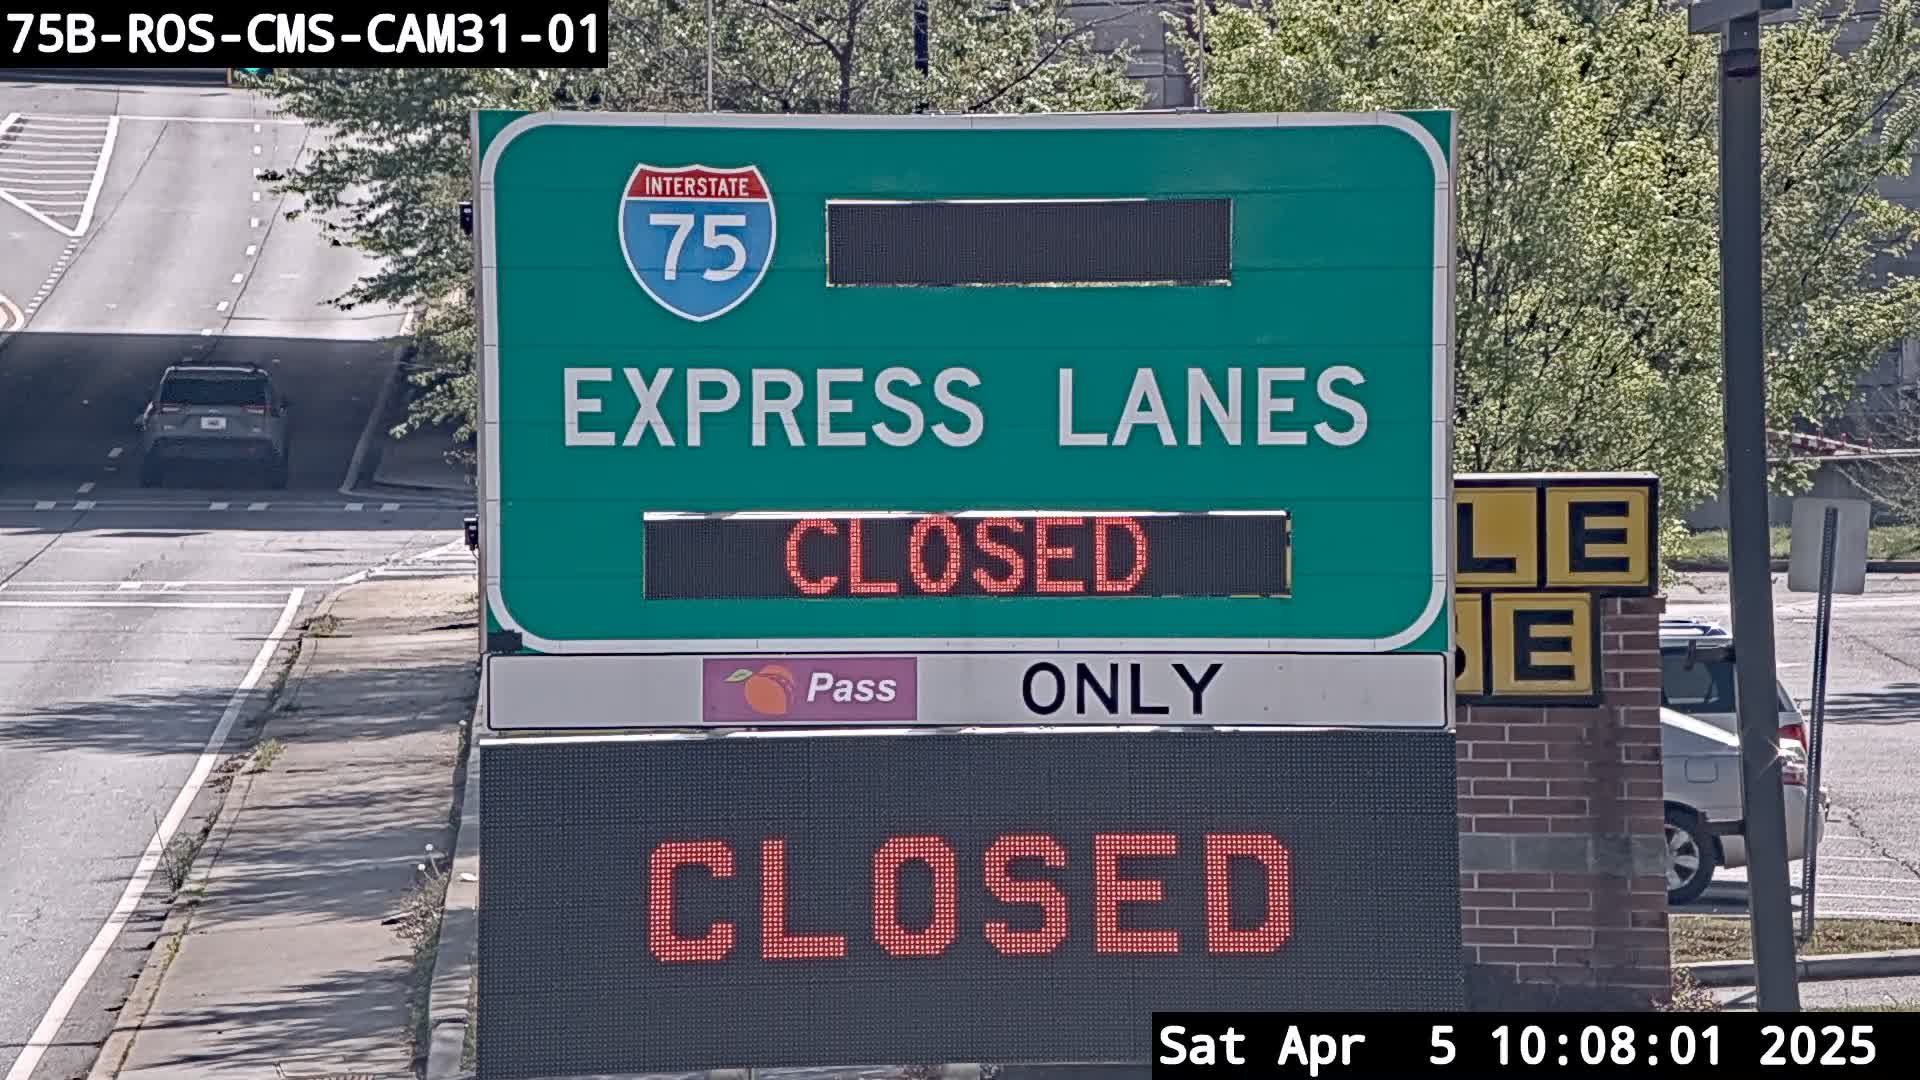 75B-ROS-CMS-CAM31-01
INTERSTATE
75
EXPRESS LANES
CLOSED
Pass ONLY
CLOSED
LE
E
Sat Apr 5 10:08:01 2025